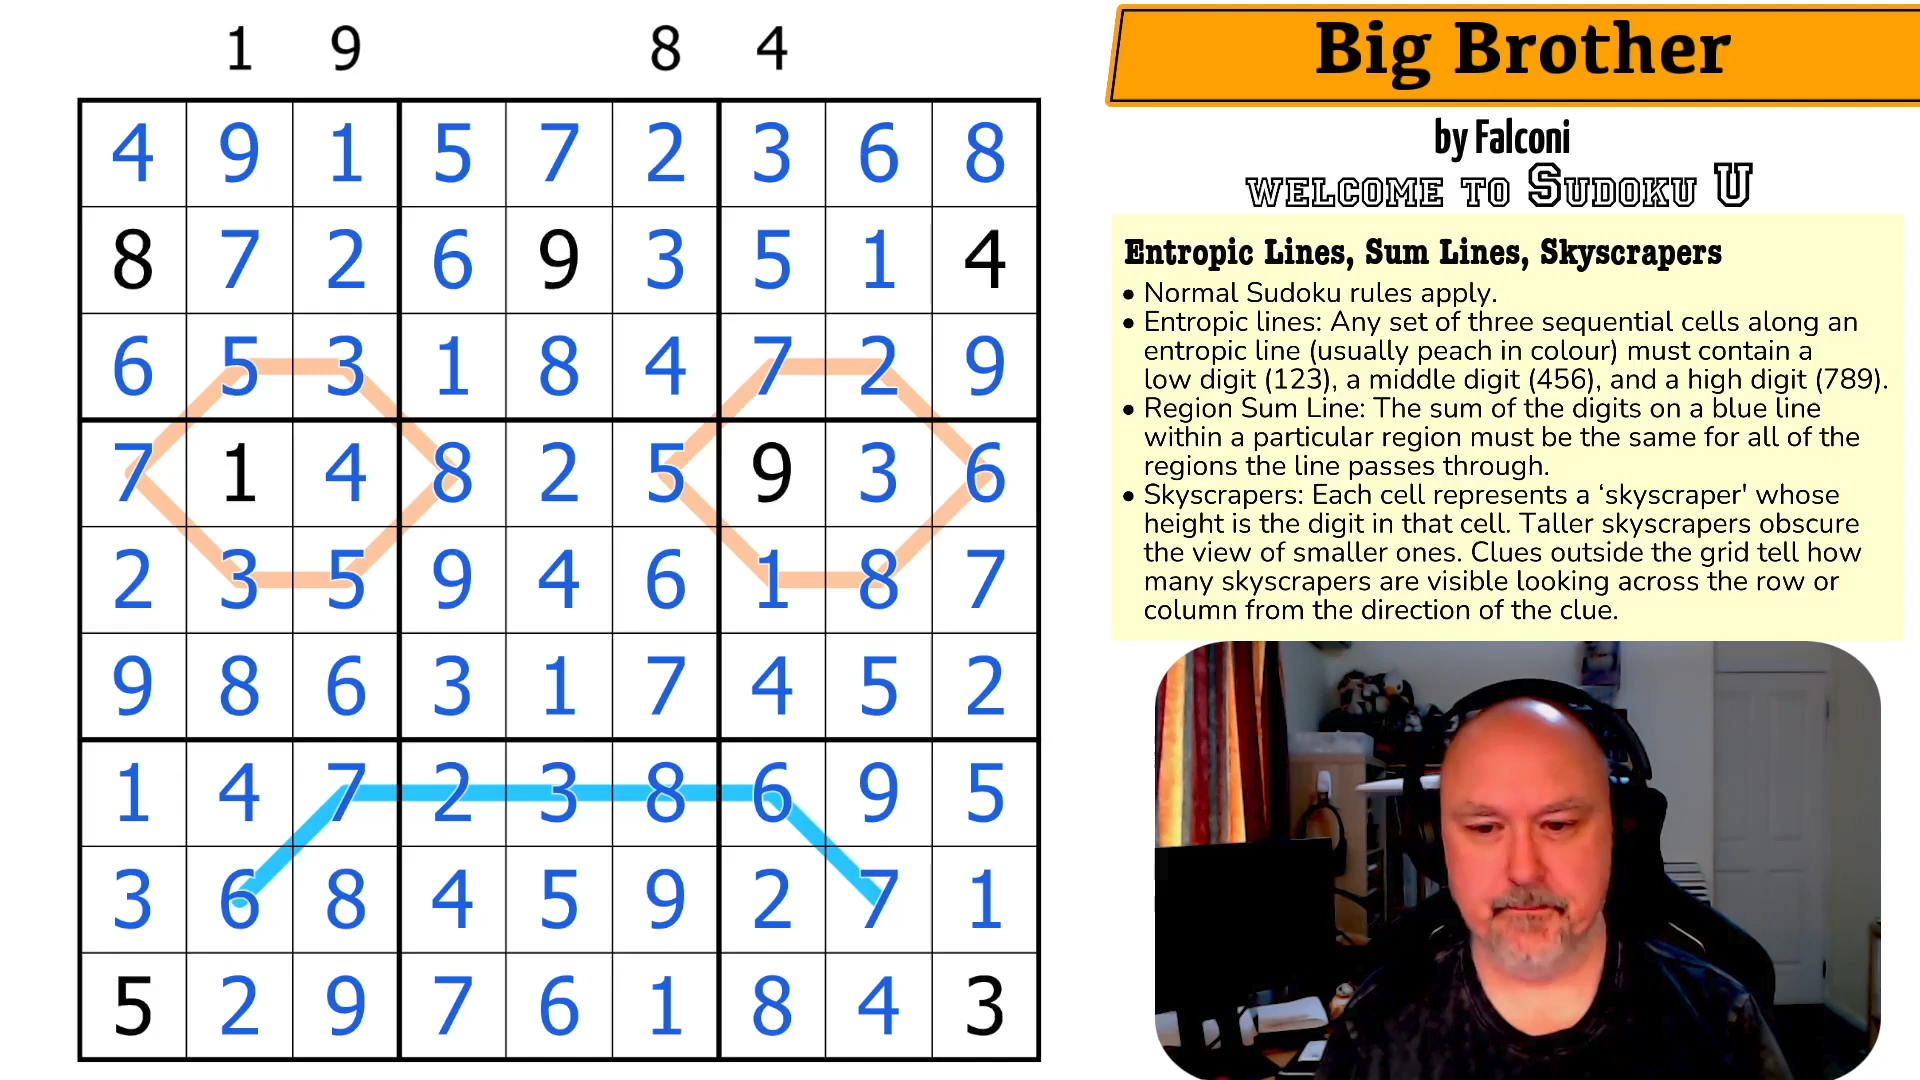 1 9 8 4
4 9 1 5 7 2 3 6 8
8 7 2 6 9 3 5 1 4
6 5 3 1 8 4 7 2 9
7 1 4 8 2 5 9 3 6
2 3 5 9 4 6 1 8 7
9 8 6 3 1 7 4 5 2
1 4 7 2 3 8 6 9 5
3 6 8 4 5 9 2 7 1
5 2 9 7 6 1 8 4 3
Big Brother
by Falconi
WELCOME TO SUDOKU U
Entropic Lines, Sum Lines, Skyscrapers
• Normal Sudoku rules apply.
• Entropic lines: Any set of three sequential cells along an
entropic line (usually peach in colour) must contain a
low digit (123), a middle digit (456), and a high digit (789).
• Region Sum Line: The sum of the digits on a blue line
within a particular region must be the same for all of the
regions the line passes through.
• Skyscrapers: Each cell represents a ‘skyscraper' whose
height is the digit in that cell. Taller skyscrapers obscure
the view of smaller ones. Clues outside the grid tell how
many skyscrapers are visible looking across the row or
column from the direction of the clue.